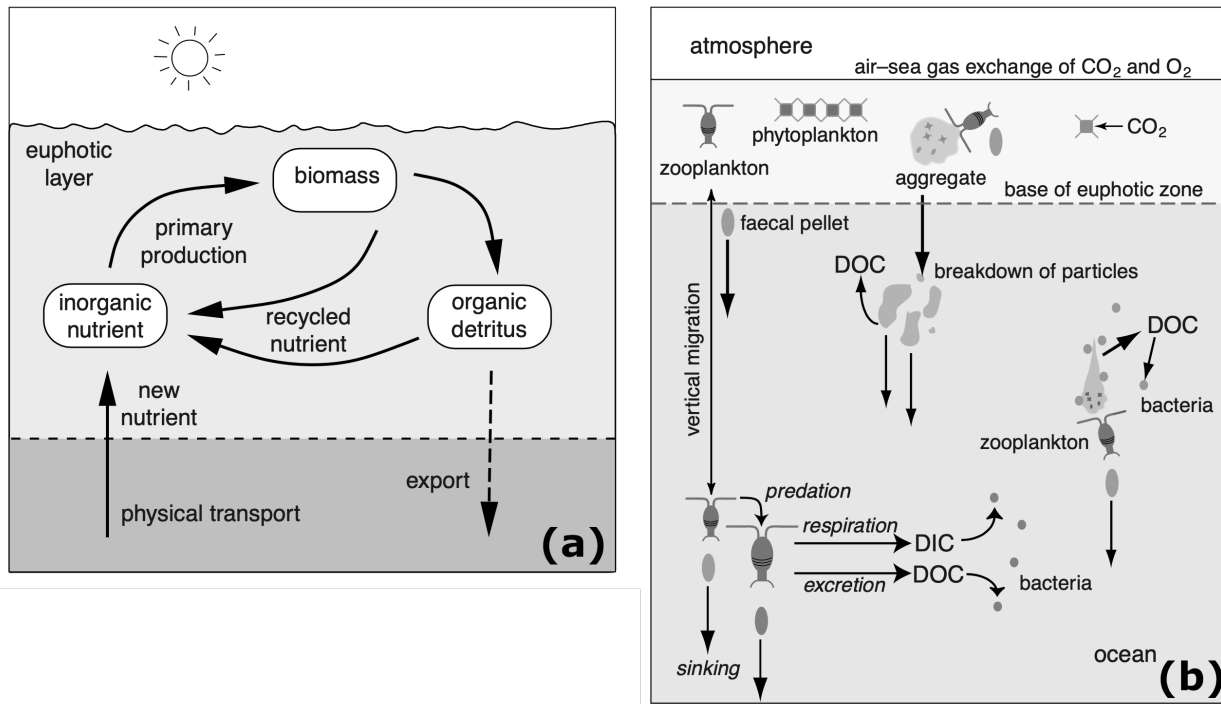 euphotic
layer
biomass
primary
production
inorganic
nutrient
recycled
nutrient
organic
detritus
new
nutrient
export
physical transport
(a)
atmosphere
air–sea gas exchange of CO₂ and O₂
zooplankton
phytoplankton
aggregate
CO₂
base of euphotic zone
faecal pellet
DOC
breakdown of particles
vertical migration
DOC
bacteria
zooplankton
predation
respiration
DIC
excretion
DOC
bacteria
sinking
ocean
(b)